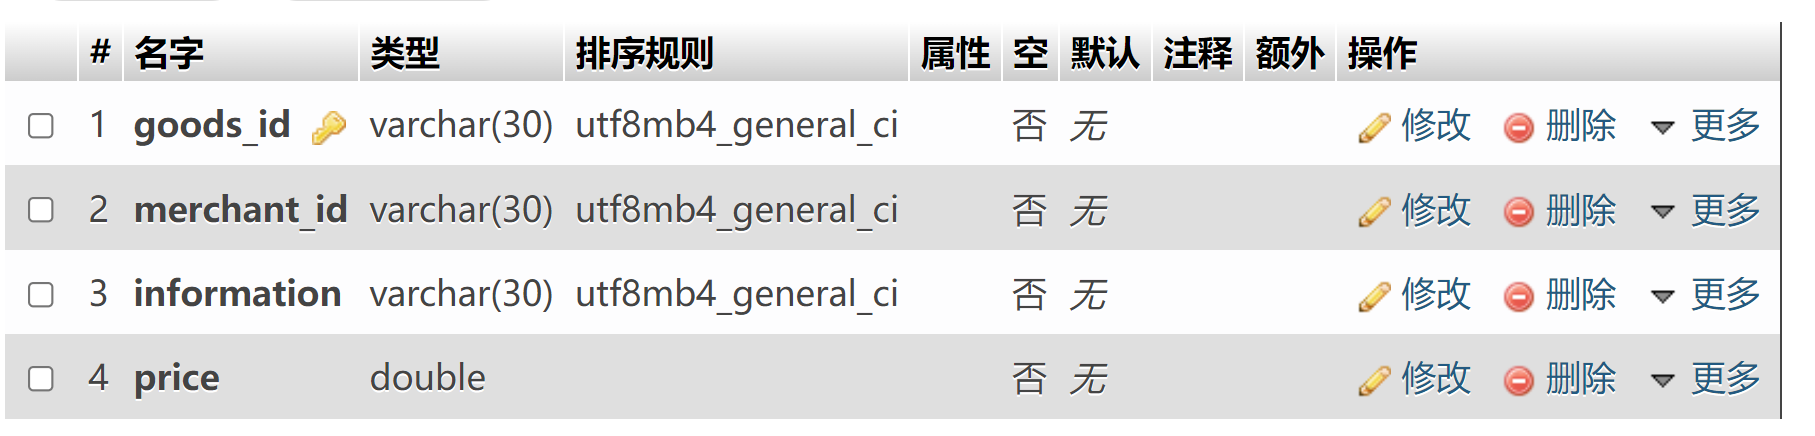 # 名字 类型 排序规则 属性 空 默认 注释 额外 操作
1 goods_id varchar(30) utf8mb4_general_ci 否 无 修改 删除 更多
2 merchant_id varchar(30) utf8mb4_general_ci 否 无 修改 删除 更多
3 information varchar(30) utf8mb4_general_ci 否 无 修改 删除 更多
4 price double 否 无 修改 删除 更多